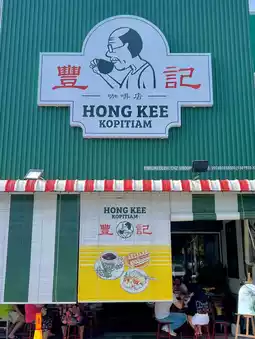 豐 記
咖啡店
HONG KEE
KOPITIAM
HONG KEE
KOPITIAM
豐 記